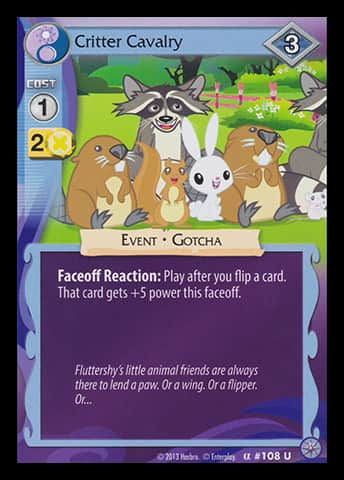 Critter Cavalry
3
COST
1
2
EVENT • GOTCHA
Faceoff Reaction: Play after you flip a card.
That card gets +5 power this faceoff.
Fluttershy's little animal friends are always
there to lend a paw. Or a wing. Or a flipper.
Or...
© 2013 Hasbro. © Enterplay. α #108 U